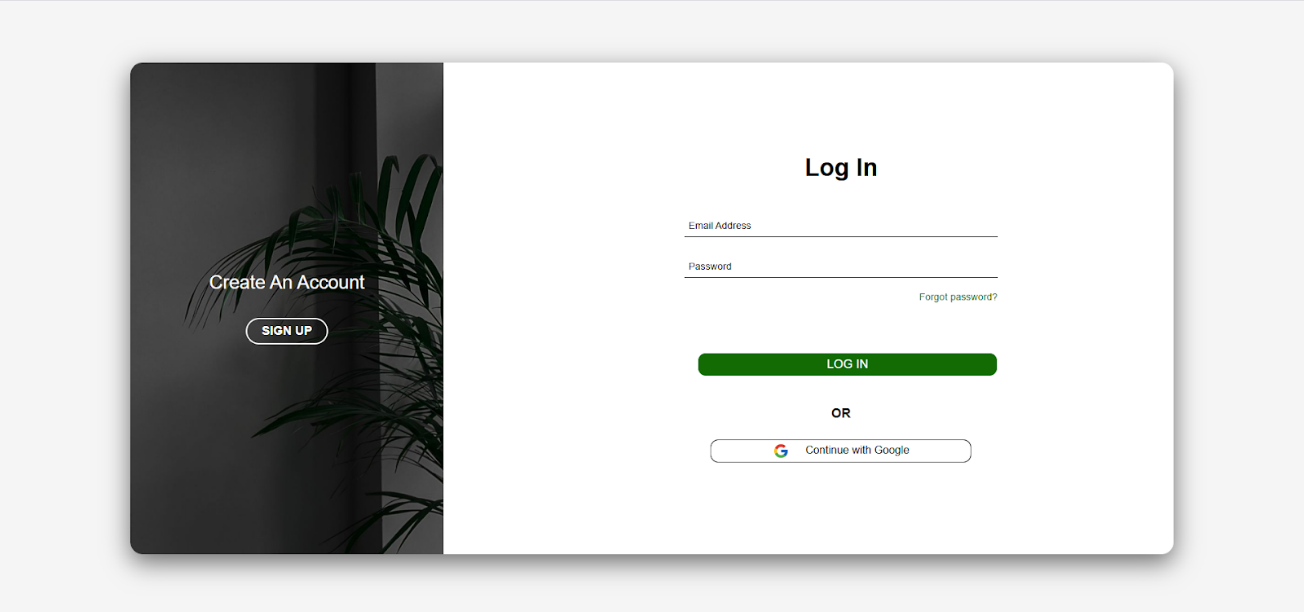 Create An Account
SIGN UP
Log In
Email Address
Password
Forgot password?
LOG IN
OR
Continue with Google